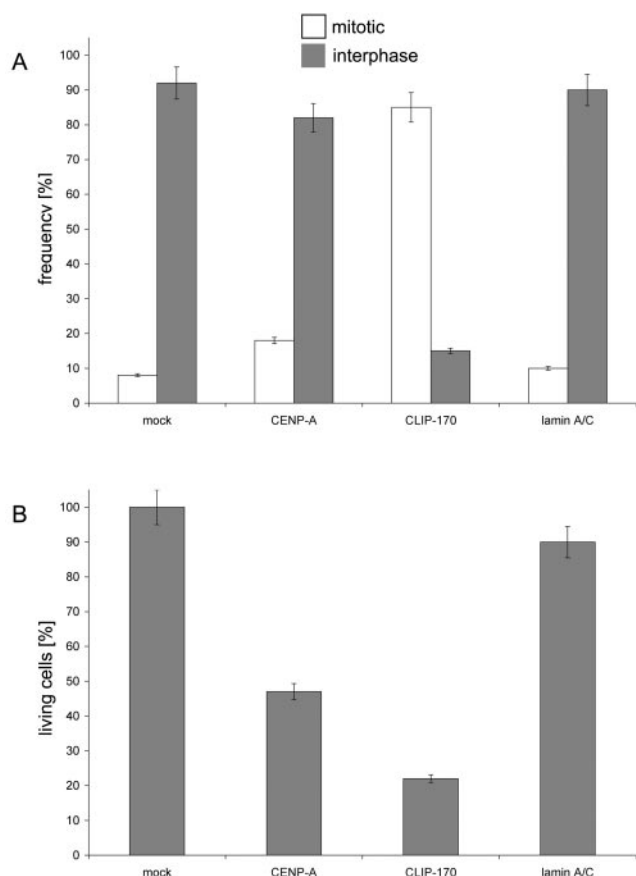 mitotic
interphase
A
frequency [%]
100
90
80
70
60
50
40
30
20
10
0
mock CENP-A CLIP-170 lamin A/C
B
living cells [%]
100
90
80
70
60
50
40
30
20
10
0
mock CENP-A CLIP-170 lamin A/C